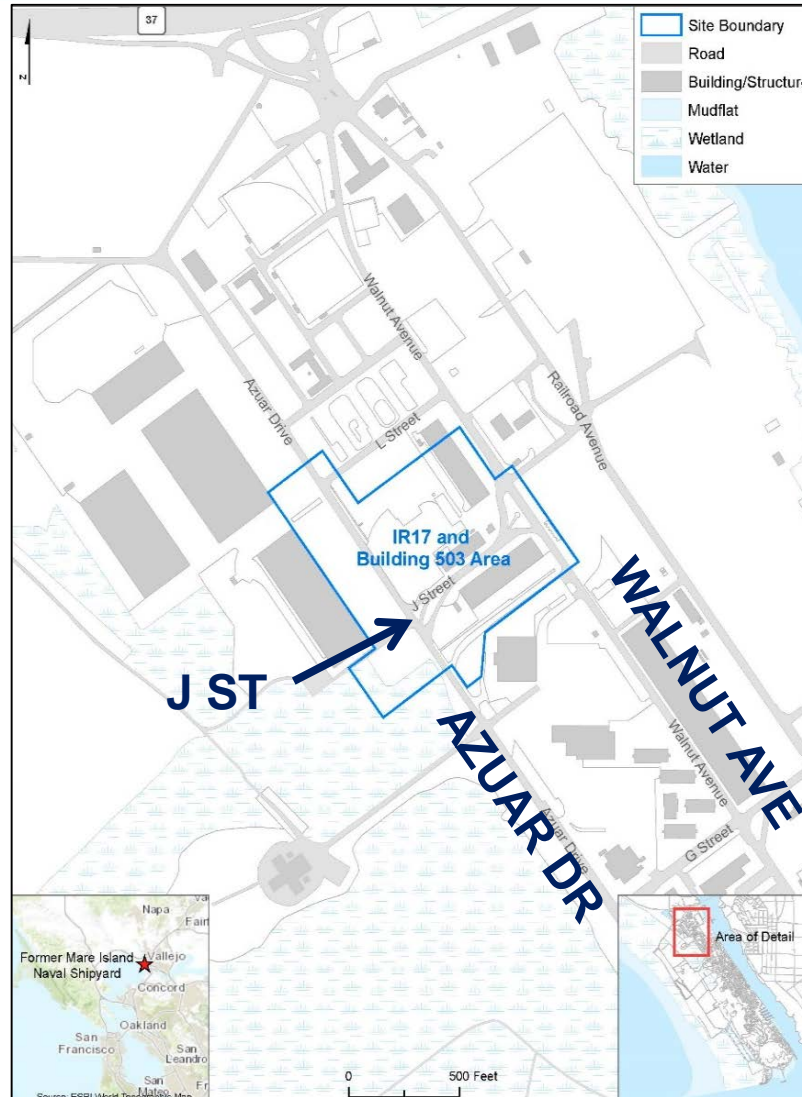 37
N
Site Boundary
Road
Building/Structur
Mudflat
Wetland
Water
Walnut Avenue
Azuar Drive
Railroad Avenue
L Street
IR17 and
Building 503 Area
J Street
J ST
WALNUT AVE
AZUAR DR
Walnut Avenue
Azuar Drive
G Street
Napa
Fairf
Former Mare Island
Naval Shipyard
Vallejo
Concord
Oakland
San
Francisco
San
Leandro
San
Mateo
Area of Detail
0
500 Feet